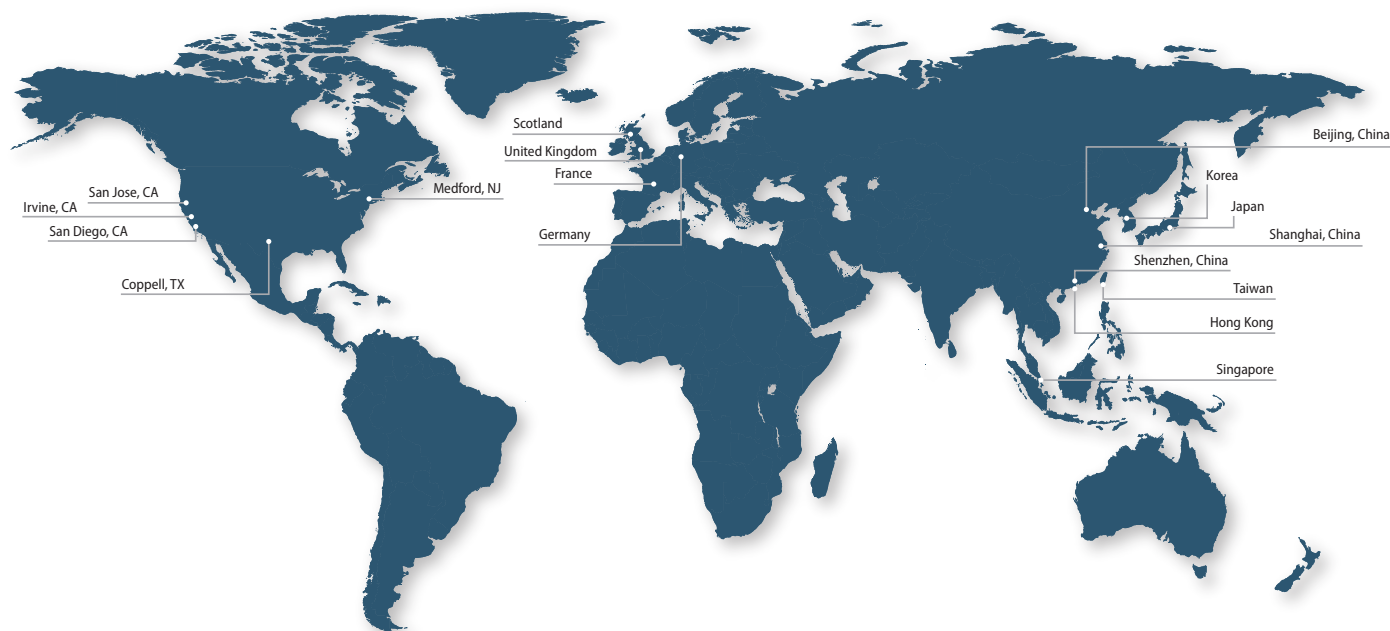 Scotland
Beijing, China
United Kingdom
France
Korea
San Jose, CA
Medford, NJ
Irvine, CA
Japan
San Diego, CA
Germany
Shanghai, China
Shenzhen, China
Coppell, TX
Taiwan
Hong Kong
Singapore